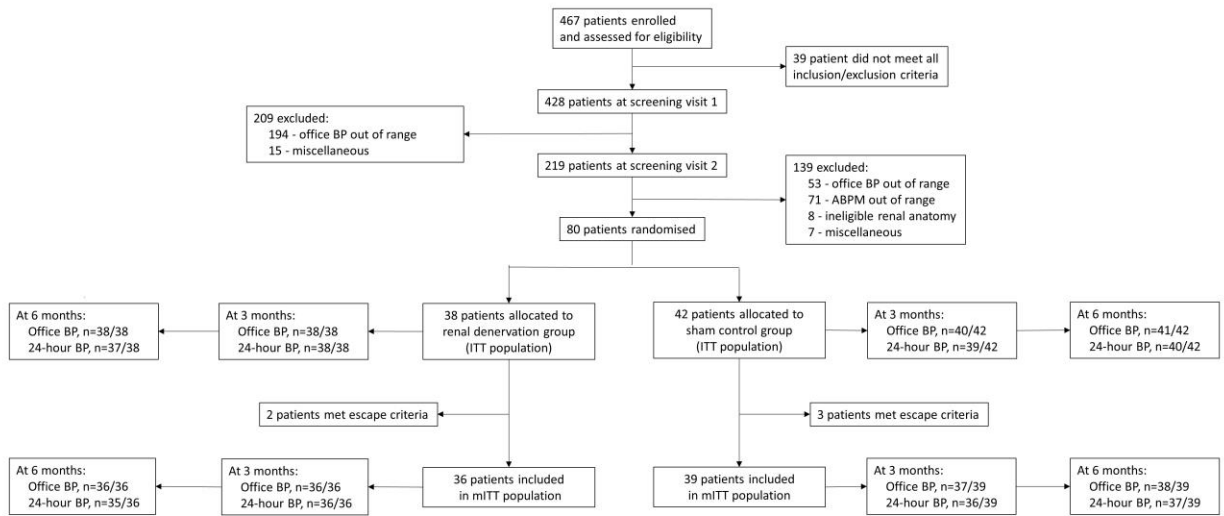 467 patients enrolled
and assessed for eligibility
39 patient did not meet all
inclusion/exclusion criteria
428 patients at screening visit 1
209 excluded:
194 - office BP out of range
15 - miscellaneous
219 patients at screening visit 2
139 excluded:
53 - office BP out of range
71 - ABPM out of range
8 - ineligible renal anatomy
7 - miscellaneous
80 patients randomised
At 6 months:
Office BP, n=38/38
24-hour BP, n=37/38
At 3 months:
Office BP, n=38/38
24-hour BP, n=38/38
38 patients allocated to
renal denervation group
(ITT population)
42 patients allocated to
sham control group
(ITT population)
At 3 months:
Office BP, n=40/42
24-hour BP, n=39/42
At 6 months:
Office BP, n=41/42
24-hour BP, n=40/42
2 patients met escape criteria
3 patients met escape criteria
At 6 months:
Office BP, n=36/36
24-hour BP, n=35/36
At 3 months:
Office BP, n=36/36
24-hour BP, n=36/36
36 patients included
in mITT population
39 patients included
in mITT population
At 3 months:
Office BP, n=37/39
24-hour BP, n=36/39
At 6 months:
Office BP, n=38/39
24-hour BP, n=37/39